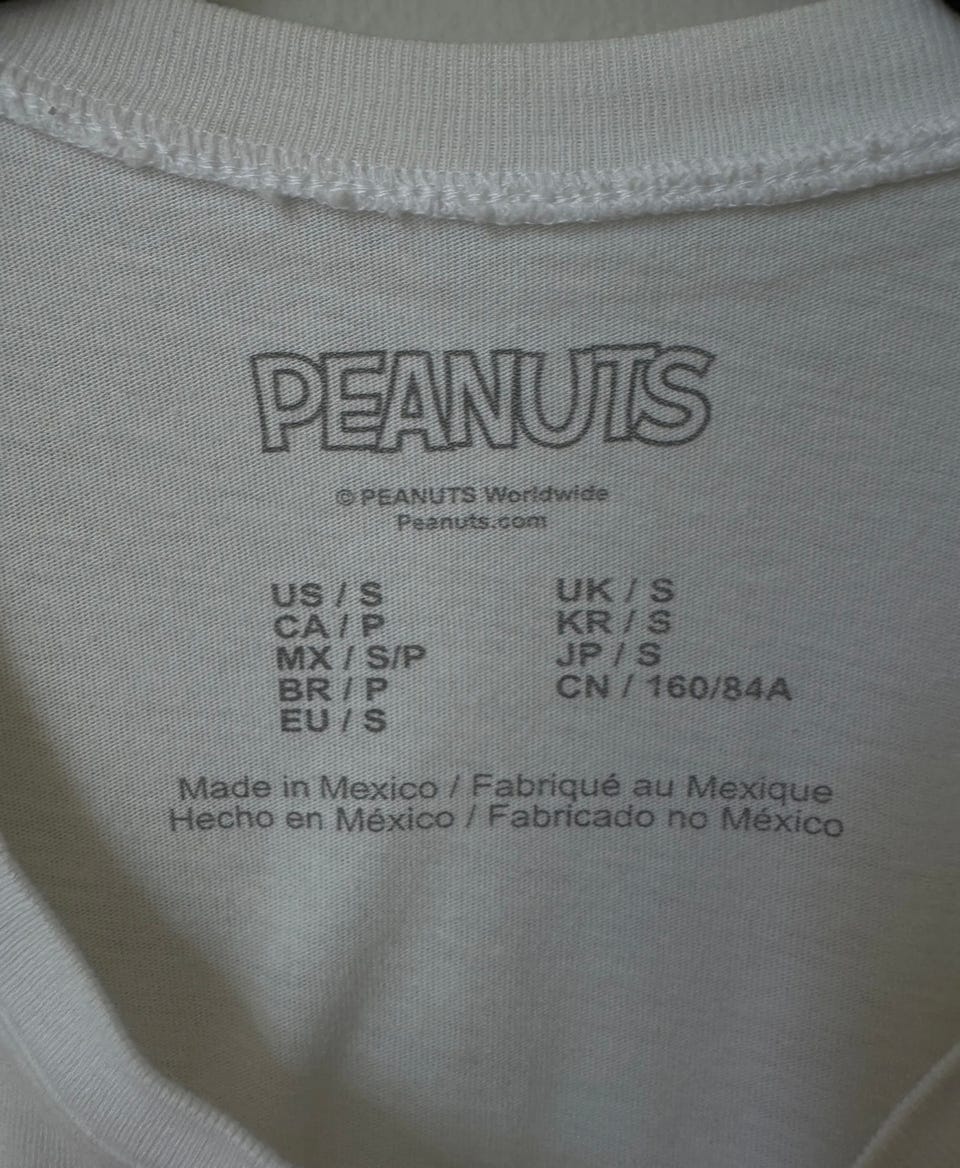 PEANUTS
© PEANUTS Worldwide
Peanuts.com
US / S
CA / P
MX / S/P
BR / P
EU / S
UK / S
KR / S
JP / S
CN / 160/84A
Made in Mexico / Fabriqué au Mexique
Hecho en México / Fabricado no México